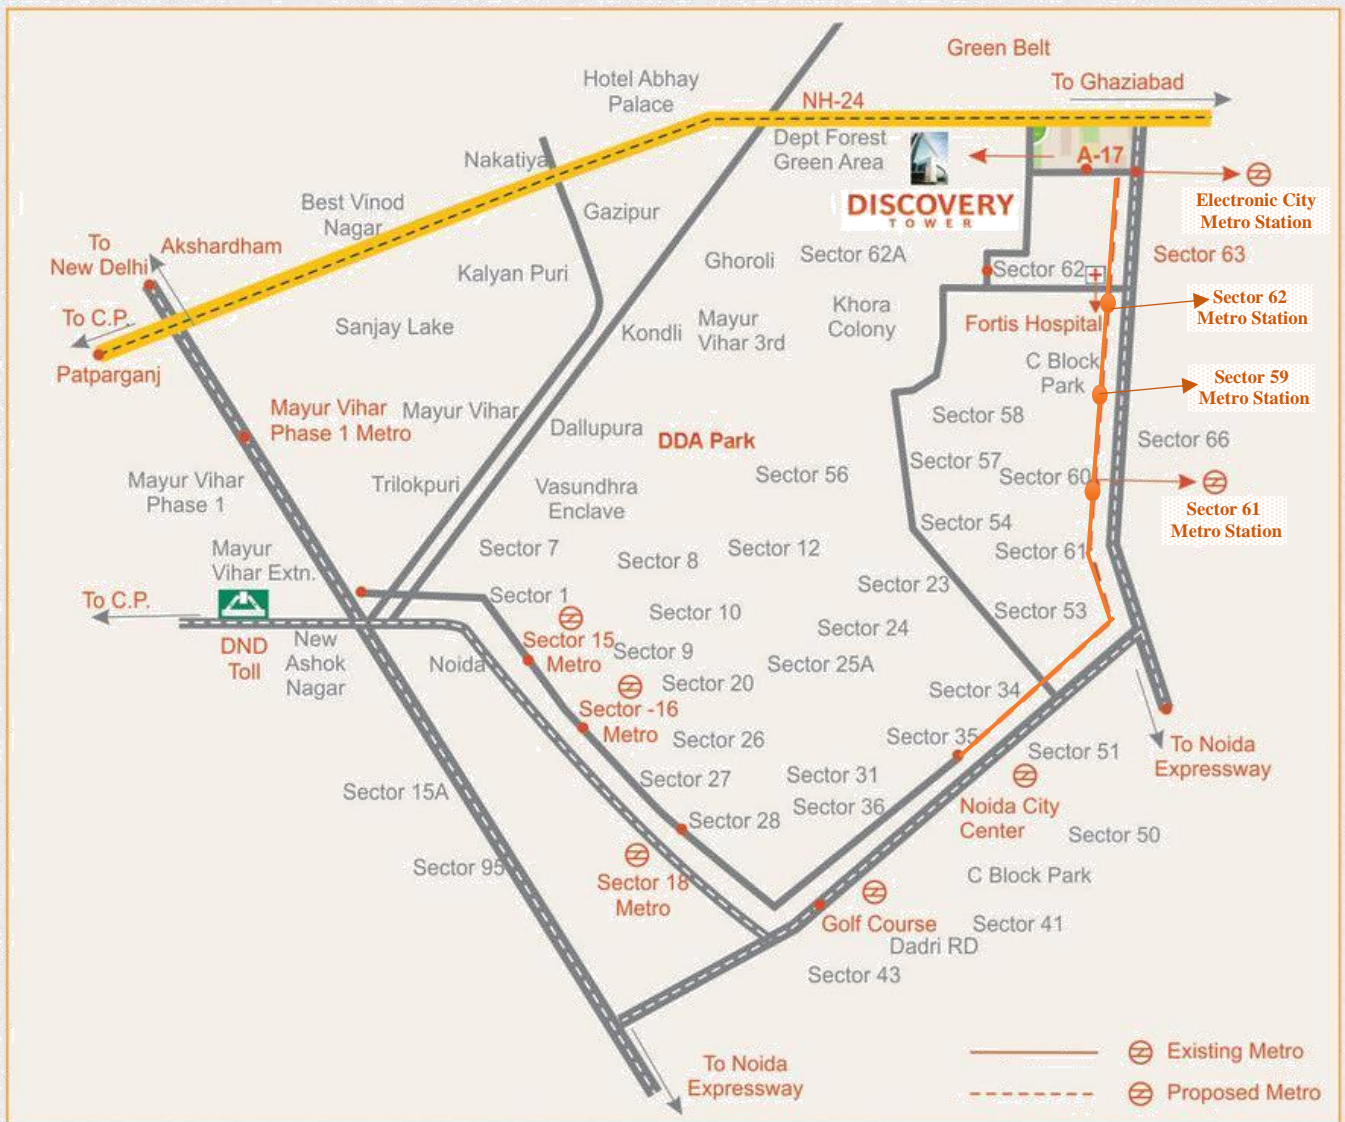 Green Belt
To Ghaziabad
Hotel Abhay
Palace
NH-24
Dept Forest
Green Area
A-17
Nakatiya
DISCOVERY
TOWER
Electronic City
Metro Station
Best Vinod
Nagar
Gazipur
To
New Delhi
Akshardham
Ghoroli
Sector 62A
Sector 63
Kalyan Puri
Sector 62
Sector 62
Metro Station
To C.P.
Sanjay Lake
Kondli
Mayur
Vihar 3rd
Khora
Colony
Fortis Hospital
C Block
Park
Patparganj
Sector 59
Metro Station
Mayur Vihar
Phase 1 Metro
Mayur Vihar
Dallupura
DDA Park
Sector 58
Sector 66
Mayur Vihar
Phase 1
Trilokpuri
Vasundhra
Enclave
Sector 56
Sector 57
Sector 60
Sector 61
Metro Station
Sector 54
Mayur
Vihar Extn.
Sector 7
Sector 8
Sector 12
Sector 61
Sector 23
To C.P.
Sector 1
Sector 10
Sector 53
Sector 24
DND
Toll
New
Ashok
Nagar
Noida
Sector 15
Metro
Sector 9
Sector 25A
Sector 20
Sector 34
Sector -16
Metro
Sector 26
Sector 35
Sector 51
To Noida
Expressway
Sector 15A
Sector 27
Sector 31
Sector 36
Noida City
Center
Sector 28
Sector 50
Sector 95
Sector 18
Metro
C Block Park
Golf Course
Sector 41
Dadri RD
Sector 43
To Noida
Expressway
Existing Metro
Proposed Metro